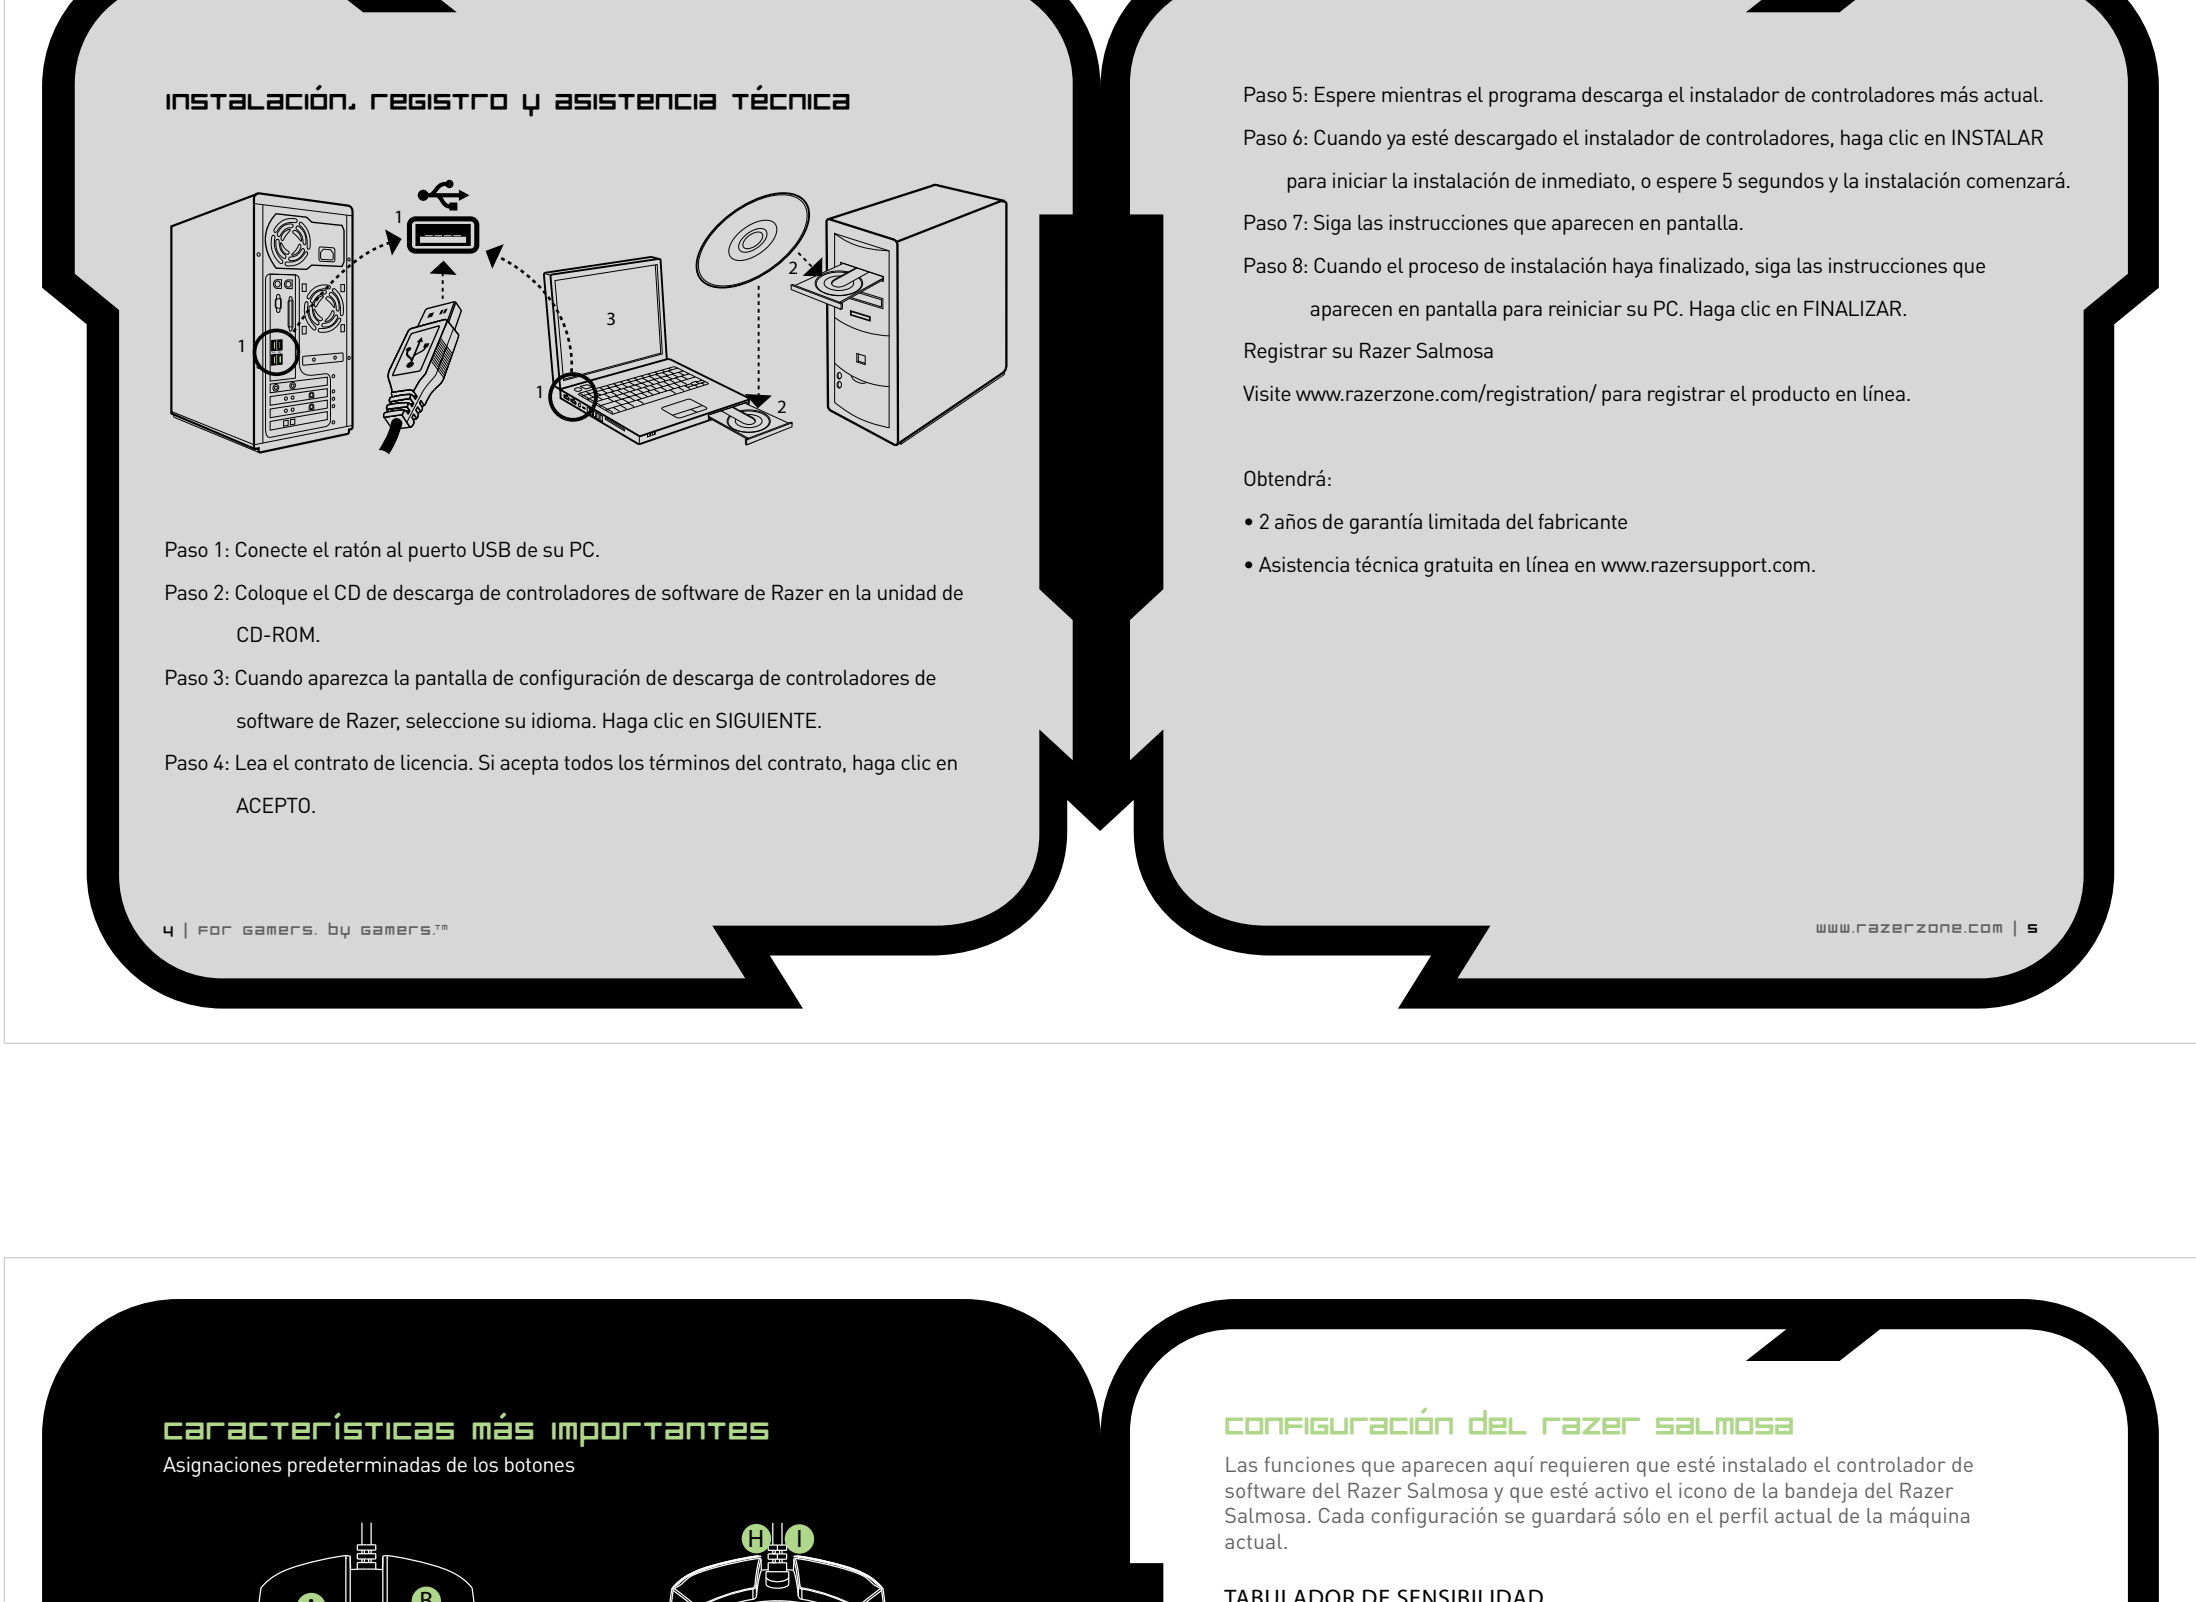 Instalación, registro y asistencia técnica
1
1
3
1
2
2
Paso 1: Conecte el ratón al puerto USB de su PC.
Paso 2: Coloque el CD de descarga de controladores de software de Razer en la unidad de
CD-ROM.
Paso 3: Cuando aparezca la pantalla de configuración de descarga de controladores de
software de Razer, seleccione su idioma. Haga clic en SIGUIENTE.
Paso 4: Lea el contrato de licencia. Si acepta todos los términos del contrato, haga clic en
ACEPTO.
4 | For gamers. by gamers.™
Paso 5: Espere mientras el programa descarga el instalador de controladores más actual.
Paso 6: Cuando ya esté descargado el instalador de controladores, haga clic en INSTALAR
para iniciar la instalación de inmediato, o espere 5 segundos y la instalación comenzará.
Paso 7: Siga las instrucciones que aparecen en pantalla.
Paso 8: Cuando el proceso de instalación haya finalizado, siga las instrucciones que
aparecen en pantalla para reiniciar su PC. Haga clic en FINALIZAR.
Registrar su Razer Salmosa
Visite www.razerzone.com/registration/ para registrar el producto en línea.
Obtendrá:
• 2 años de garantía limitada del fabricante
• Asistencia técnica gratuita en línea en www.razersupport.com.
www.razerzone.com | 5
características más importantes
Asignaciones predeterminadas de los botones
H I
A B
configuración del razer salmosa
Las funciones que aparecen aquí requieren que esté instalado el controlador de
software del Razer Salmosa y que esté activo el icono de la bandeja del Razer
Salmosa. Cada configuración se guardará sólo en el perfil actual de la máquina
actual.
TABULADOR DE SENSIBILIDAD